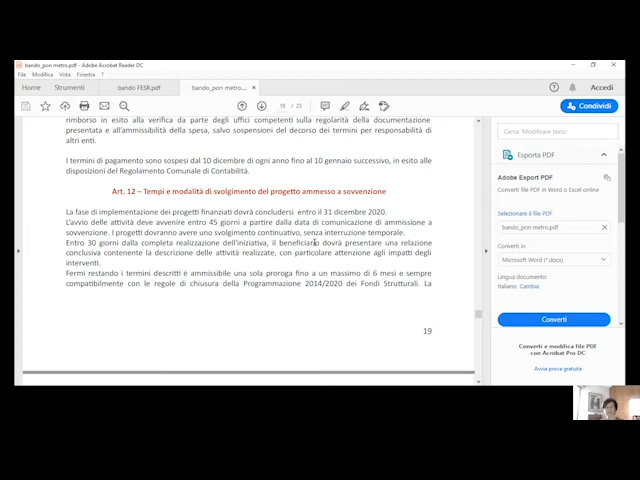 bando_pon metro.pdf - Adobe Acrobat Reader DC
File Modifica Vista Finestra ?
Home Strumenti bando FESR.pdf bando_pon metro.... × Accedi
19 / 25 Condividi
rimborso in esito alla verifica da parte degli uffici competenti sulla regolarità della documentazione
presentata e all'ammissibilità della spesa, salvo sospensioni del decorso dei termini per responsabilità di
altri enti.
I termini di pagamento sono sospesi dal 10 dicembre di ogni anno fino al 10 gennaio successivo, in esito alle
disposizioni del Regolamento Comunale di Contabilità.
Art. 12 – Tempi e modalità di svolgimento del progetto ammesso a sovvenzione
La fase di implementazione dei progetti finanziati dovrà concludersi entro il 31 dicembre 2020.
L'avvio delle attività deve avvenire entro 45 giorni a partire dalla data di comunicazione di ammissione a
sovvenzione. I progetti dovranno avere uno svolgimento continuativo, senza interruzione temporale.
Entro 30 giorni dalla completa realizzazione dell'iniziativa, il beneficiario dovrà presentare una relazione
conclusiva contenente la descrizione delle attività realizzate, con particolare attenzione agli impatti degli
interventi.
Fermi restando i termini descritti è ammissibile una sola proroga fino a un massimo di 6 mesi e sempre
compatibilmente con le regole di chiusura della Programmazione 2014/2020 dei Fondi Strutturali. La
19
Cerca 'Modificare testo'
Esporta PDF
Adobe Export PDF
Converti file PDF in Word o Excel online
Selezionare il file PDF
bando_pon metro.pdf
Converti in
Microsoft Word (*.docx)
Lingua documento:
Italiano Cambia
Converti
Converti e modifica file PDF
con Acrobat Pro DC
Avvia prova gratuita